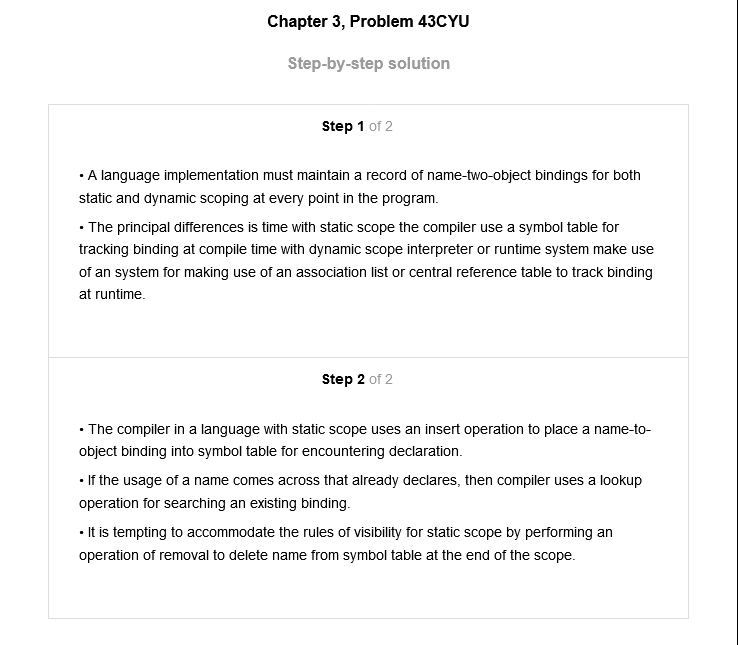 Chapter 3, Problem 43CYU
Step-by-step solution
Step 1 of 2
• A language implementation must maintain a record of name-two-object bindings for both
static and dynamic scoping at every point in the program.
• The principal differences is time with static scope the compiler use a symbol table for
tracking binding at compile time with dynamic scope interpreter or runtime system make use
of an system for making use of an association list or central reference table to track binding
at runtime.
Step 2 of 2
• The compiler in a language with static scope uses an insert operation to place a name-to-
object binding into symbol table for encountering declaration.
• If the usage of a name comes across that already declares, then compiler uses a lookup
operation for searching an existing binding.
• It is tempting to accommodate the rules of visibility for static scope by performing an
operation of removal to delete name from symbol table at the end of the scope.